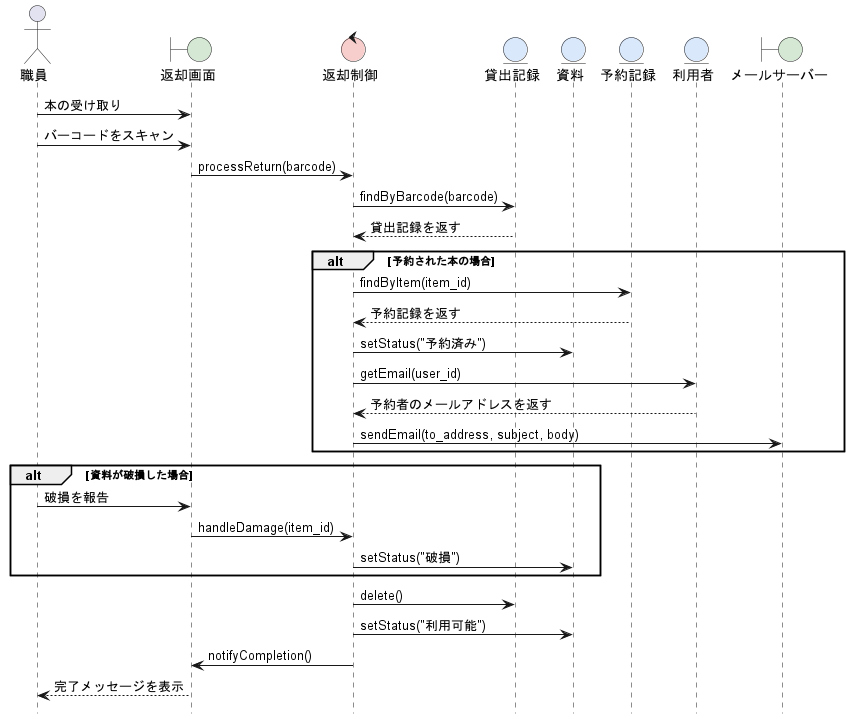 職員
返却画面
返却制御
貸出記録
資料
予約記録
利用者
メールサーバー
本の受け取り
バーコードをスキャン
processReturn(barcode)
findByBarcode(barcode)
貸出記録を返す
alt [予約された本の場合]
findByItem(item_id)
予約記録を返す
setStatus("予約済み")
getEmail(user_id)
予約者のメールアドレスを返す
sendEmail(to_address, subject, body)
alt [資料が破損した場合]
破損を報告
handleDamage(item_id)
setStatus("破損")
delete()
setStatus("利用可能")
notifyCompletion()
完了メッセージを表示